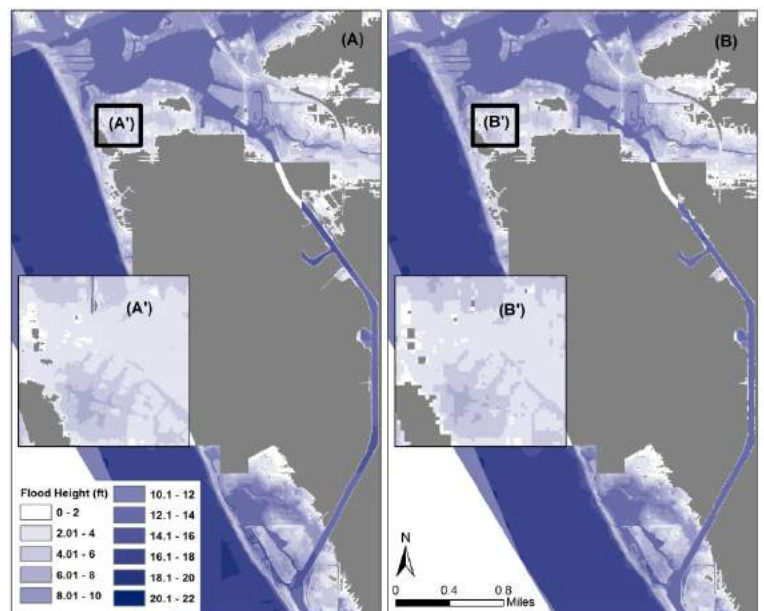 (A)
(B)
(A')
(B')
(A')
(B')
Flood Height (ft)
0 - 2
2.01 - 4
4.01 - 6
6.01 - 8
8.01 - 10
10.1 - 12
12.1 - 14
14.1 - 16
16.1 - 18
18.1 - 20
20.1 - 22
N
0 0.4 0.8
Miles